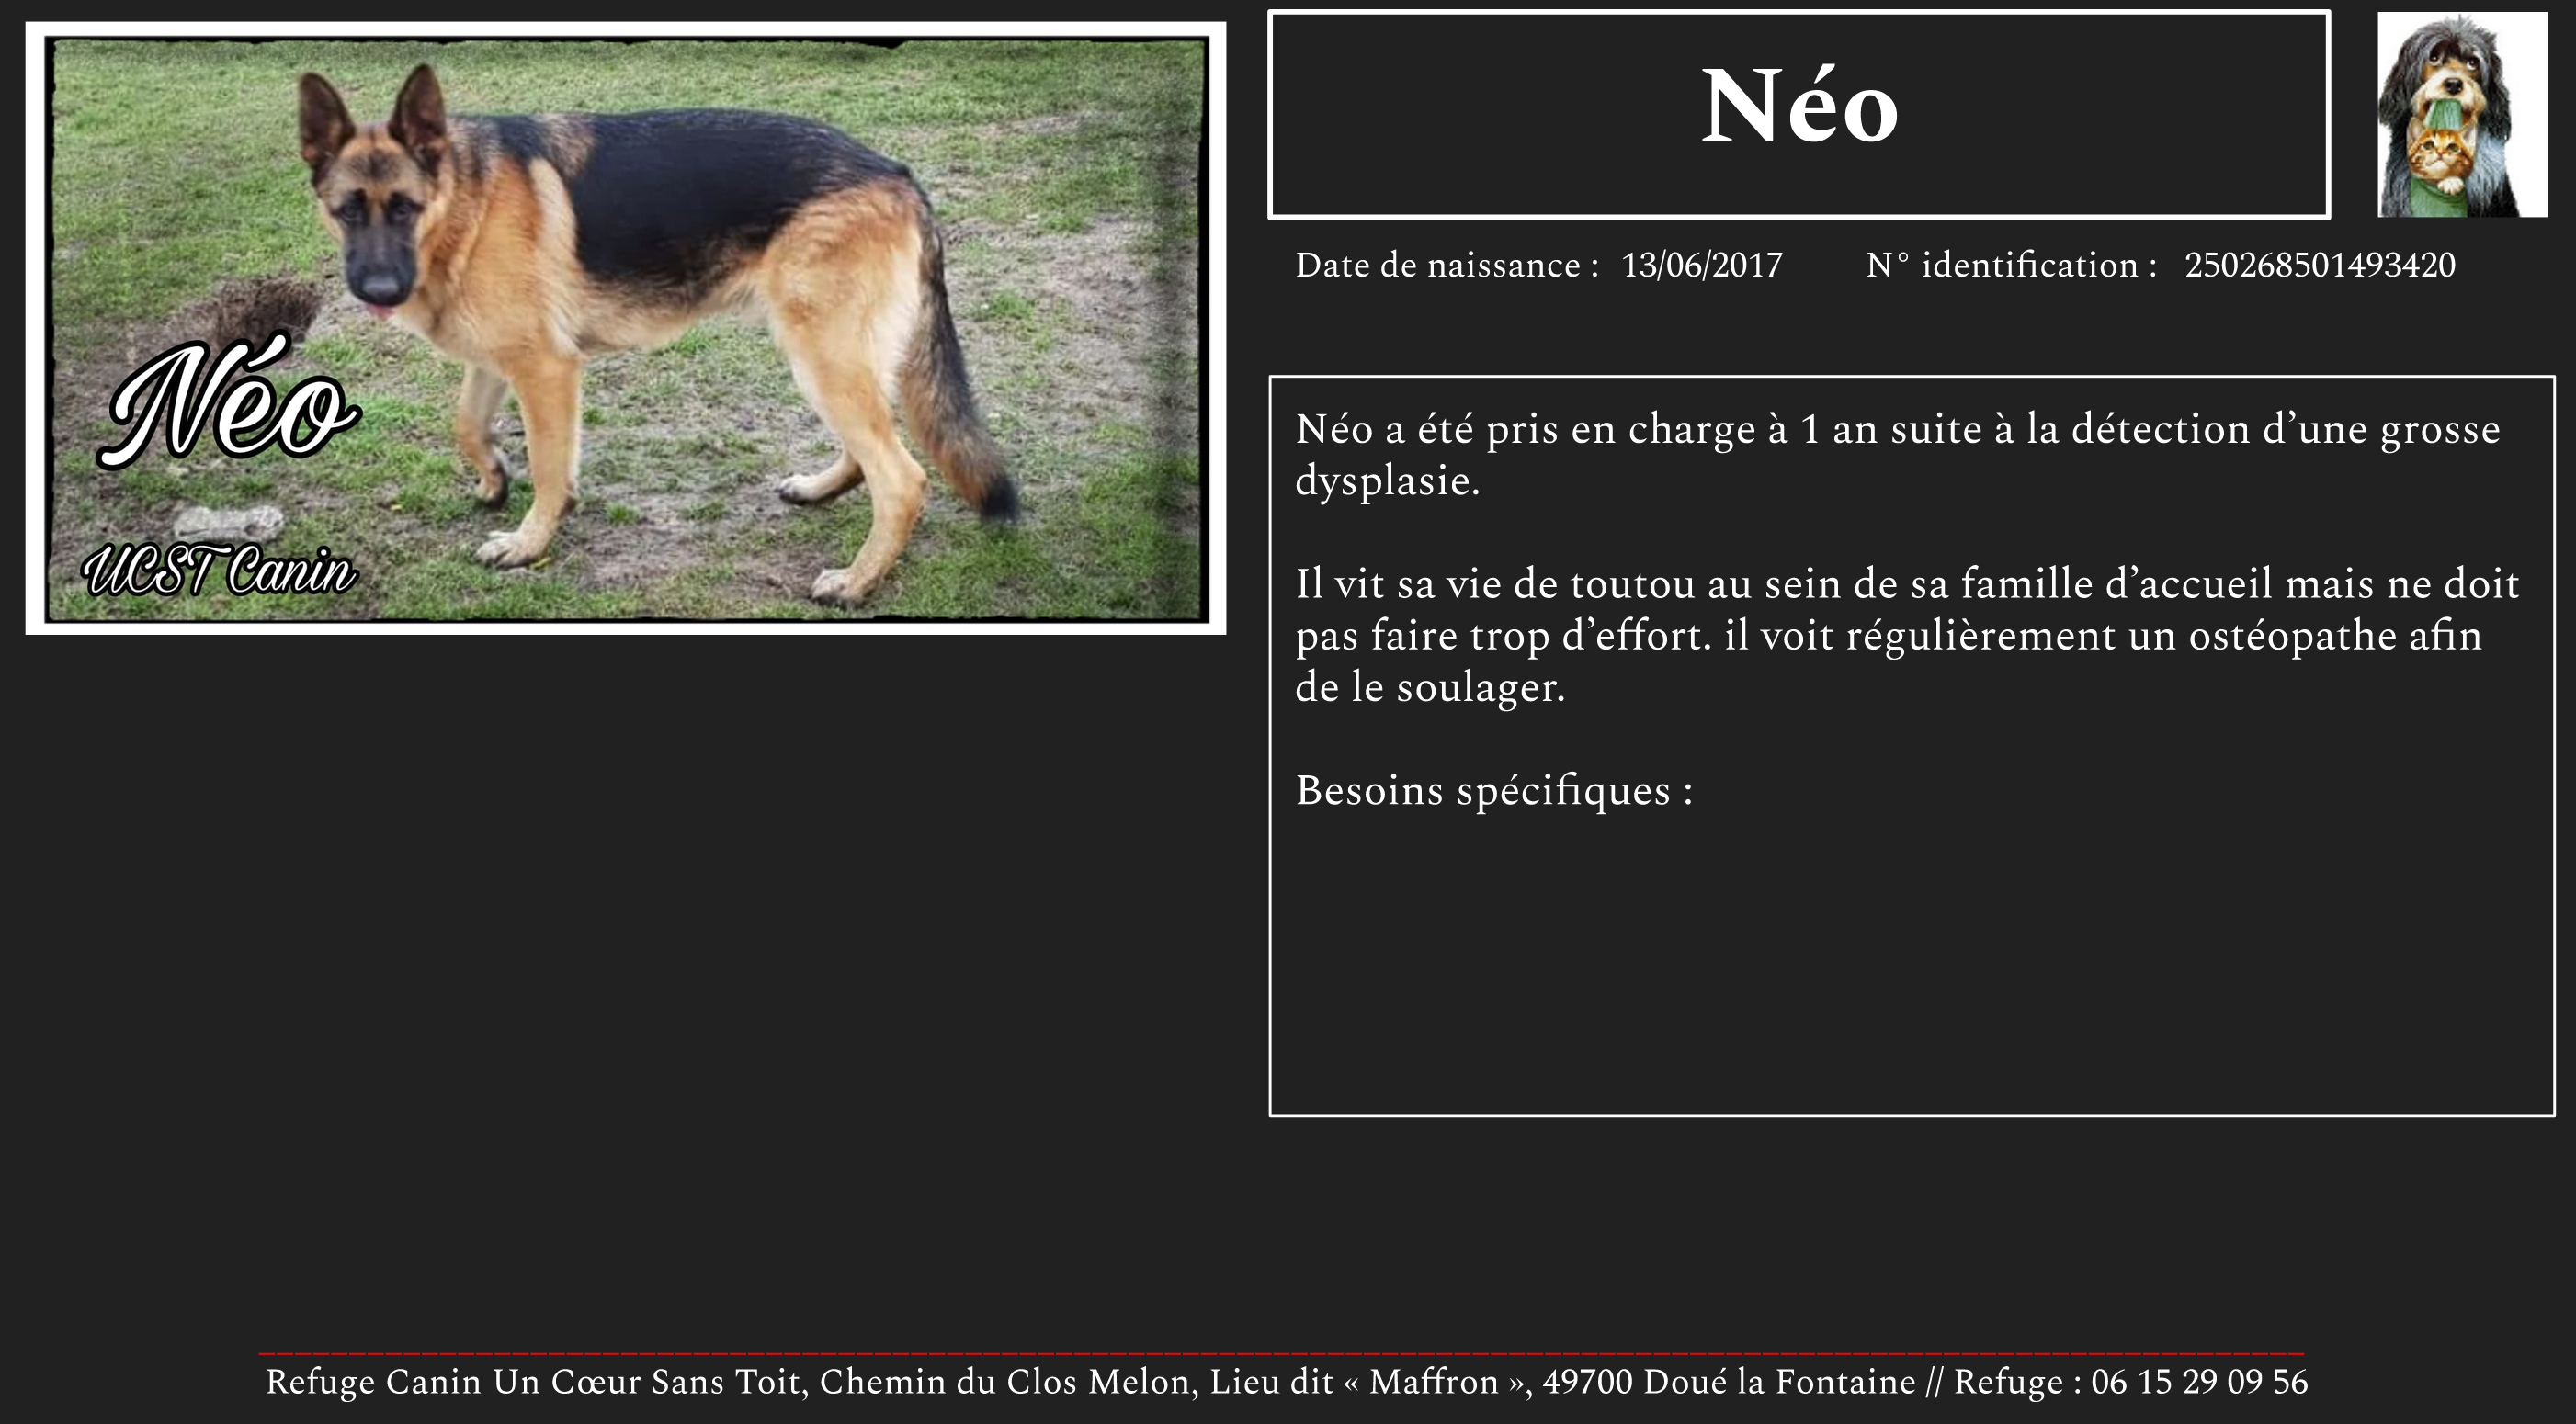 Néo
Néo
UCST Canin
Date de naissance : 13/06/2017 N° identification : 250268501493420
Néo a été pris en charge à 1 an suite à la détection d’une grosse
dysplasie.
Il vit sa vie de toutou au sein de sa famille d’accueil mais ne doit
pas faire trop d’effort. il voit régulièrement un ostéopathe afin
de le soulager.
Besoins spécifiques :
Refuge Canin Un Cœur Sans Toit, Chemin du Clos Melon, Lieu dit « Maffron », 49700 Doué la Fontaine // Refuge : 06 15 29 09 56